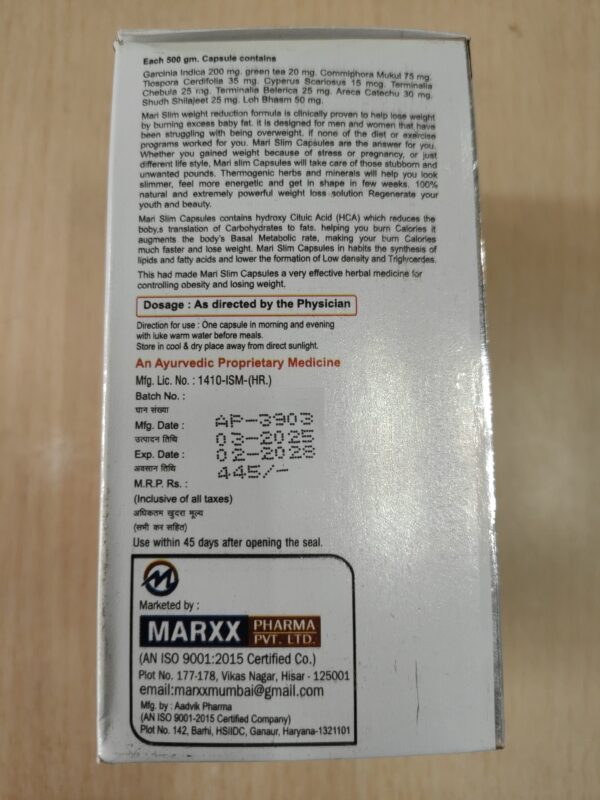 Each 500 gm. Capsule contains
Garcinia Indica 200 mg. green tea 20 mg. Commiphora Mukul 75 mg.
Tiospora Cerdifolia 35 mg. Cyperus Scariosus 15 mcg. Terminalia
Chebula 25 mg. Terminalia Belerica 25 mg. Araca Catachu 30 mg.
Shudh Shilajeet 25 mg. Loh Bhasm 50 mg.
Mari Slim weight reduction formula is clinically proven to help lose weight
by burning excess baby fat. it is designed for men and women that have
been struggling with being overweight. if none of the diet or exercise
programs worked for you. Mari Slim Capsules are the answer for you.
Whether you gained weight because of stress or pregnancy, or just
different life style, Mari slim Capsules will take care of those stubborn and
unwanted pounds. Thermogenic herbs and minerals will help you look
slimmer, feel more energetic and get in shape in few weeks. 100%
natural and extremely powerful weight loss solution Regenerate your
youth and beauty.
Mari Slim Capsules contains hydroxy Cituic Acid (HCA) which reduces the
boby,s translation of Carbohydrates to fats. helping you burn Calories it
augments the body's Basal Metabolic rate, making your burn Calories
much faster and lose weight. Mari Slim Capsules in habits the synthesis of
lipids and fatty acids and lower the formation of Low density and Triglycerdes.
This had made Mari Slim Capsules a very effective herbal medicine for
controlling obesity and losing weight.
Dosage : As directed by the Physician
Direction for use : One capsule in morning and evening
with luke warm water before meals.
Store in cool & dry place away from direct sunlight.
An Ayurvedic Proprietary Medicine
Mfg. Lic. No. : 1410-ISM-(HR.)
Batch No. :
घान संख्या AP-3903
Mfg. Date : 03-2025
उत्पादन तिथि
Exp. Date : 02-2028
अवसान तिथि 445/-
M.R.P. Rs. :
(Inclusive of all taxes)
अधिकतम खुदरा मूल्य
(सभी कर सहित)
Use within 45 days after opening the seal.
M
Marketed by :
MARXX PHARMA
PVT. LTD.
(AN ISO 9001:2015 Certified Co.)
Plot No. 177-178, Vikas Nagar, Hisar - 125001
email:marxxmumbai@gmail.com
Mfg. by : Aadvik Pharma
(AN ISO 9001-2015 Certified Company)
Plot No. 142, Barhi, HSIIDC, Ganaur, Haryana-1321101